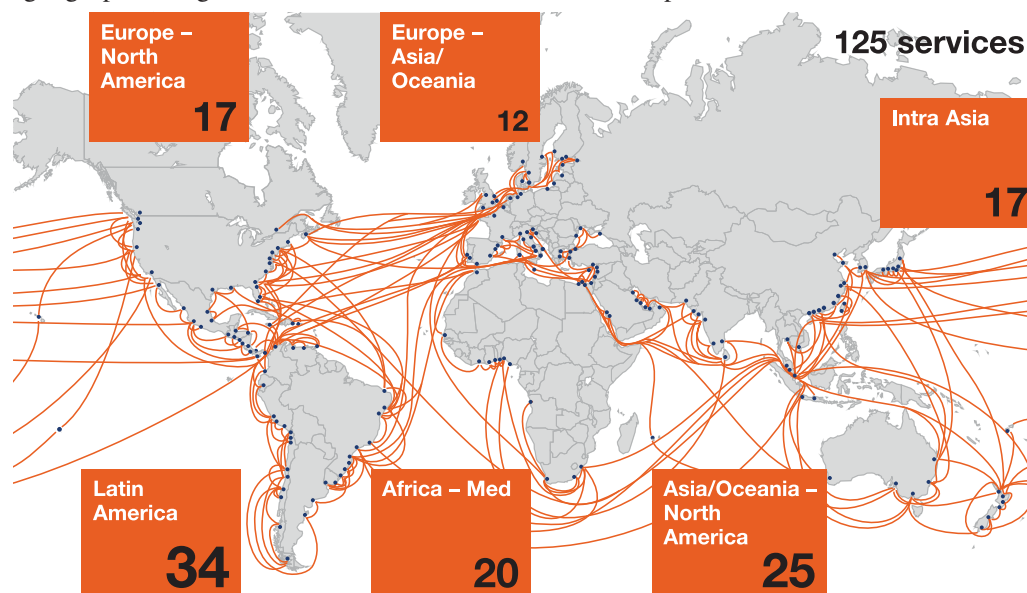 Europe –
North
America
17
Europe –
Asia/
Oceania
12
125 services
Intra Asia
17
Latin
America
34
Africa – Med
20
Asia/Oceania –
North
America
25